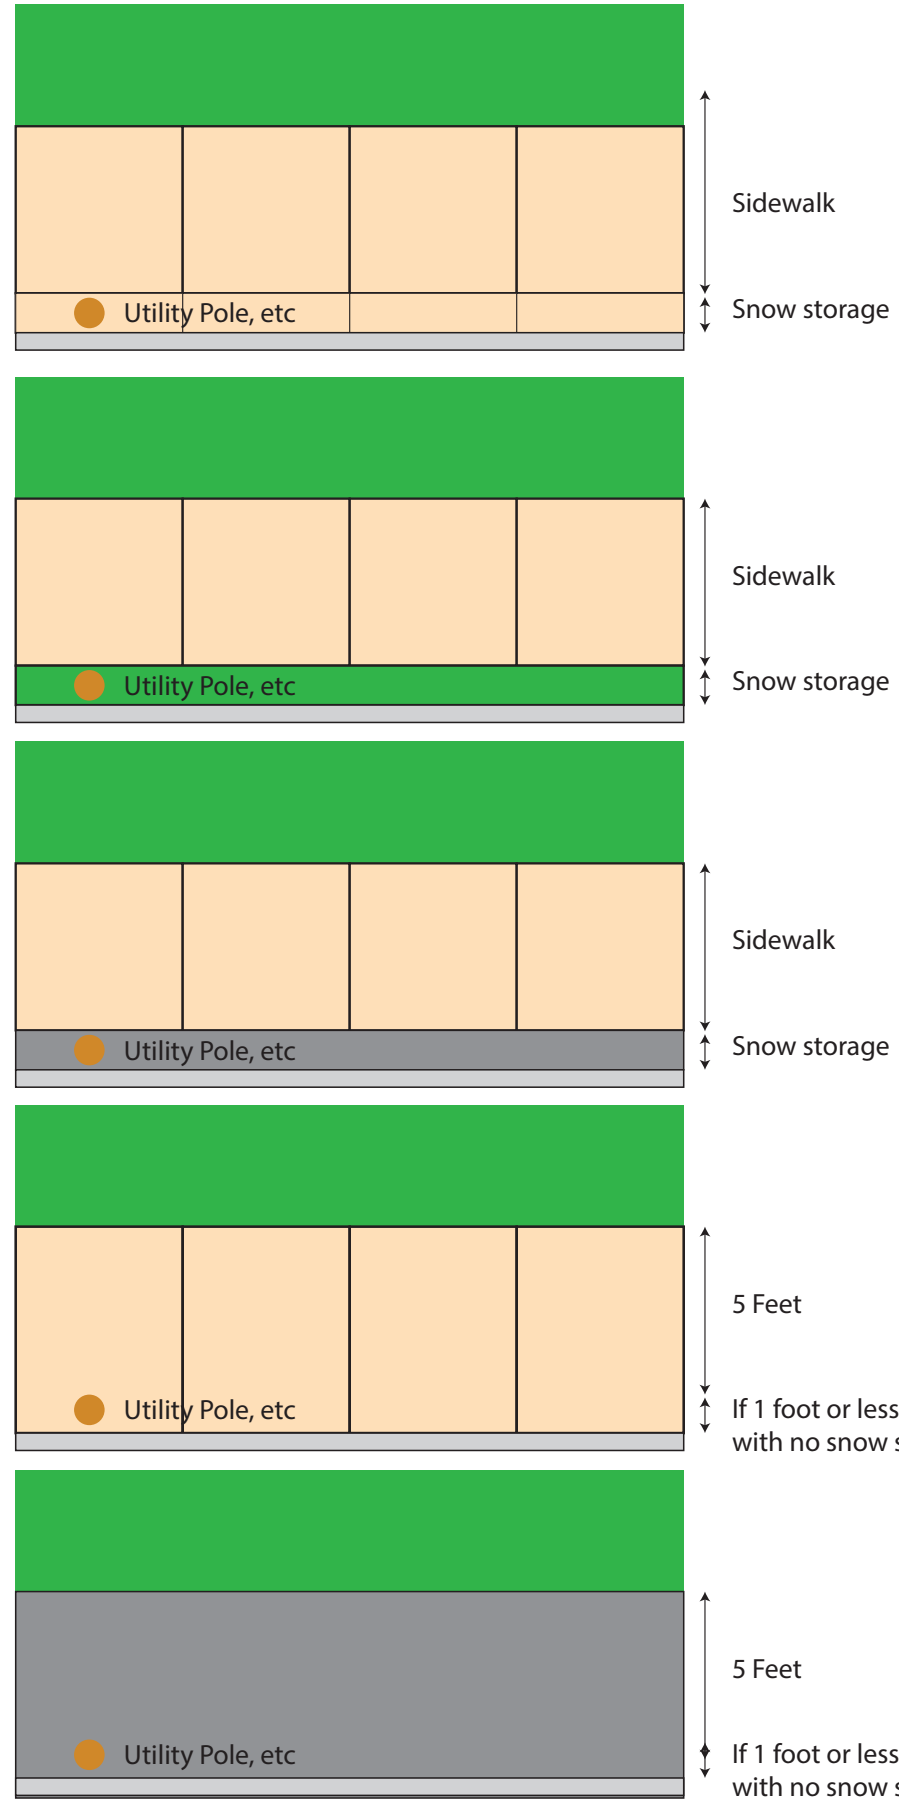 Sidewalk
Utility Pole, etc
Snow storage
Sidewalk
Utility Pole, etc
Snow storage
Sidewalk
Utility Pole, etc
Snow storage
5 Feet
Utility Pole, etc
If 1 foot or less
with no snow
5 Feet
Utility Pole, etc
If 1 foot or less
with no snow